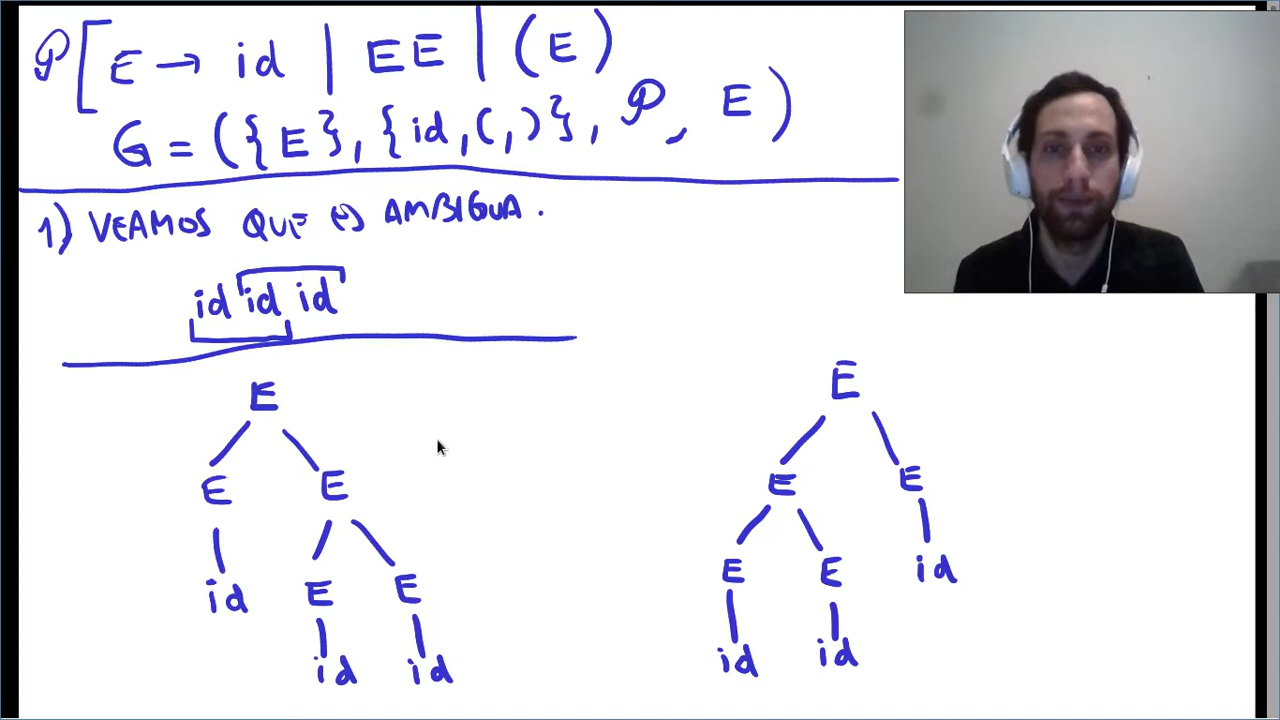 P [ E → id | EE | (E)
G = ({E}, {id, (, )}, P, E)
1) VEAMOS QUE ES AMBIGUA.
id id id
E
E
E E
E E
id E E
E E id
id id
id id